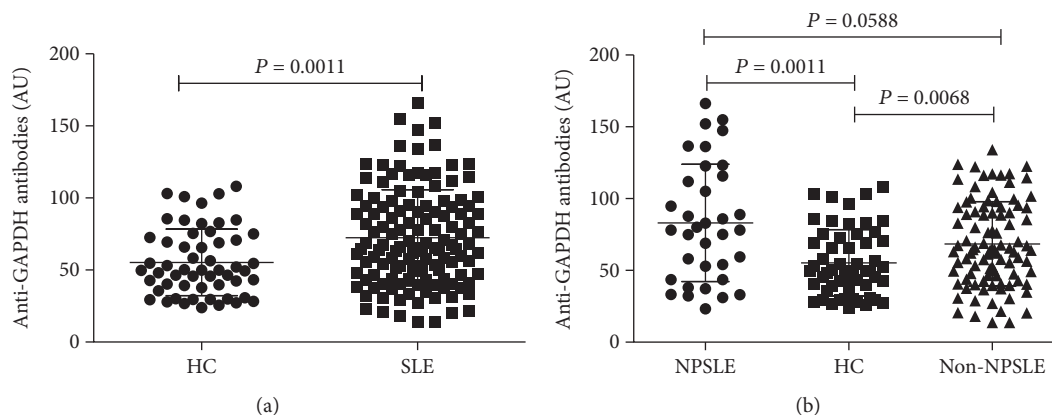 Anti-GAPDH antibodies (AU)
200
150
100
50
0
P = 0.0011
HC
SLE
(a)
Anti-GAPDH antibodies (AU)
200
150
100
50
0
P = 0.0588
P = 0.0011
P = 0.0068
NPSLE
HC
Non-NPSLE
(b)